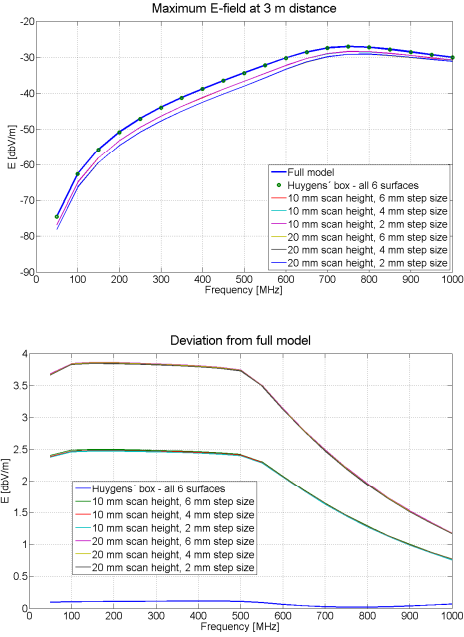 Maximum E-field at 3 m distance
-20
-30
-40
-50
-60
-70
-80
-90
E [dbV/m]
Full model
Huygens´ box - all 6 surfaces
10 mm scan height, 6 mm step size
10 mm scan height, 4 mm step size
10 mm scan height, 2 mm step size
20 mm scan height, 6 mm step size
20 mm scan height, 4 mm step size
20 mm scan height, 2 mm step size
0 100 200 300 400 500 600 700 800 900 1000
Frequency [MHz]
Deviation from full model
4
3.5
3
2.5
2
1.5
1
0.5
0
E [dbV/m]
Huygens´ box - all 6 surfaces
10 mm scan height, 6 mm step size
10 mm scan height, 4 mm step size
10 mm scan height, 2 mm step size
20 mm scan height, 6 mm step size
20 mm scan height, 4 mm step size
20 mm scan height, 2 mm step size
0 100 200 300 400 500 600 700 800 900 1000
Frequency [MHz]